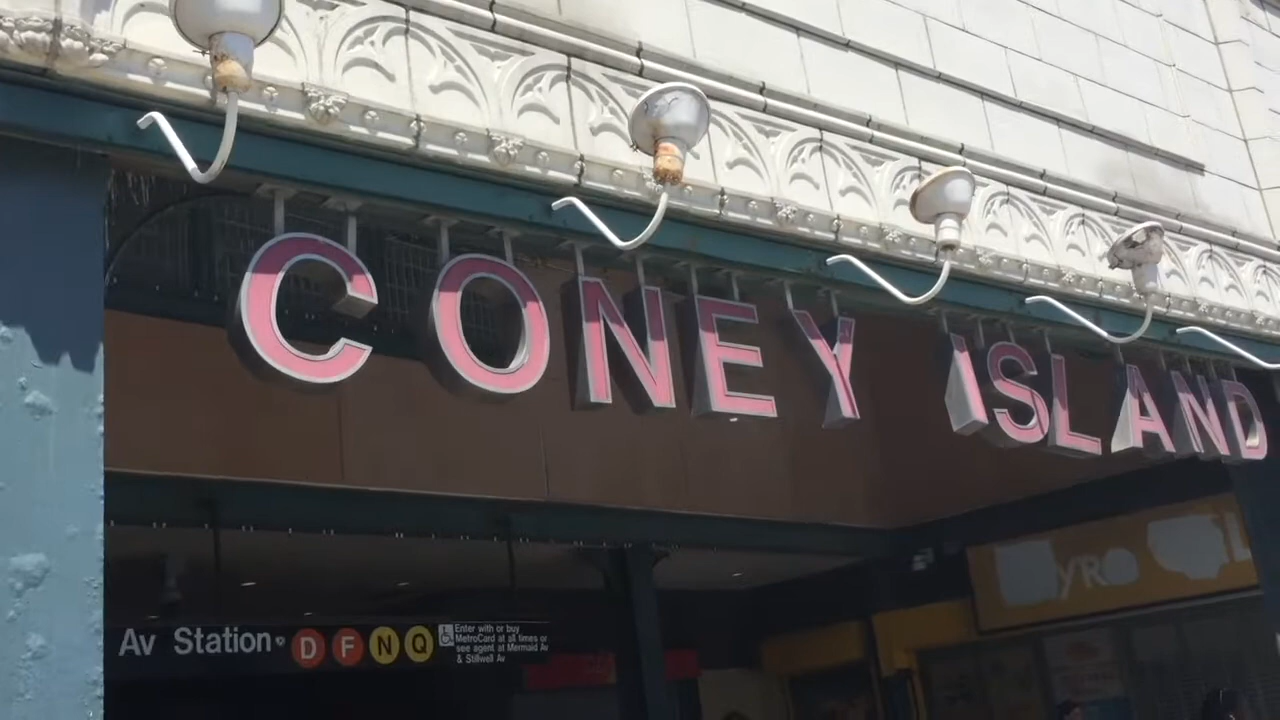 CONEY ISLAND
Av Station
D F N Q
Enter with or buy
MetroCard at all times or
see agent at Mermaid Av
& Stillwell Av